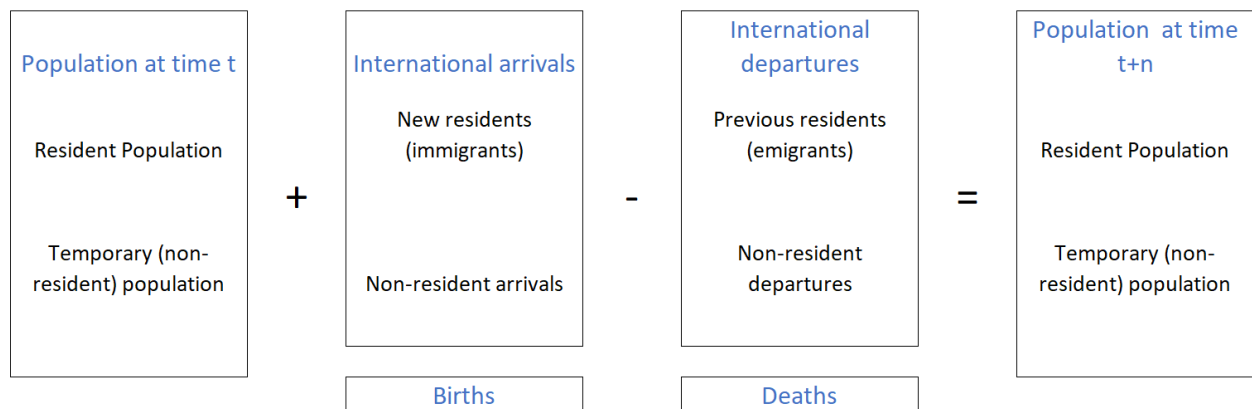 Population at time t
Resident Population
Temporary (non-
resident) population
+
International arrivals
New residents
(immigrants)
Non-resident arrivals
Births
-
International
departures
Previous residents
(emigrants)
Non-resident
departures
Deaths
=
Population at time
t+n
Resident Population
Temporary (non-
resident) population